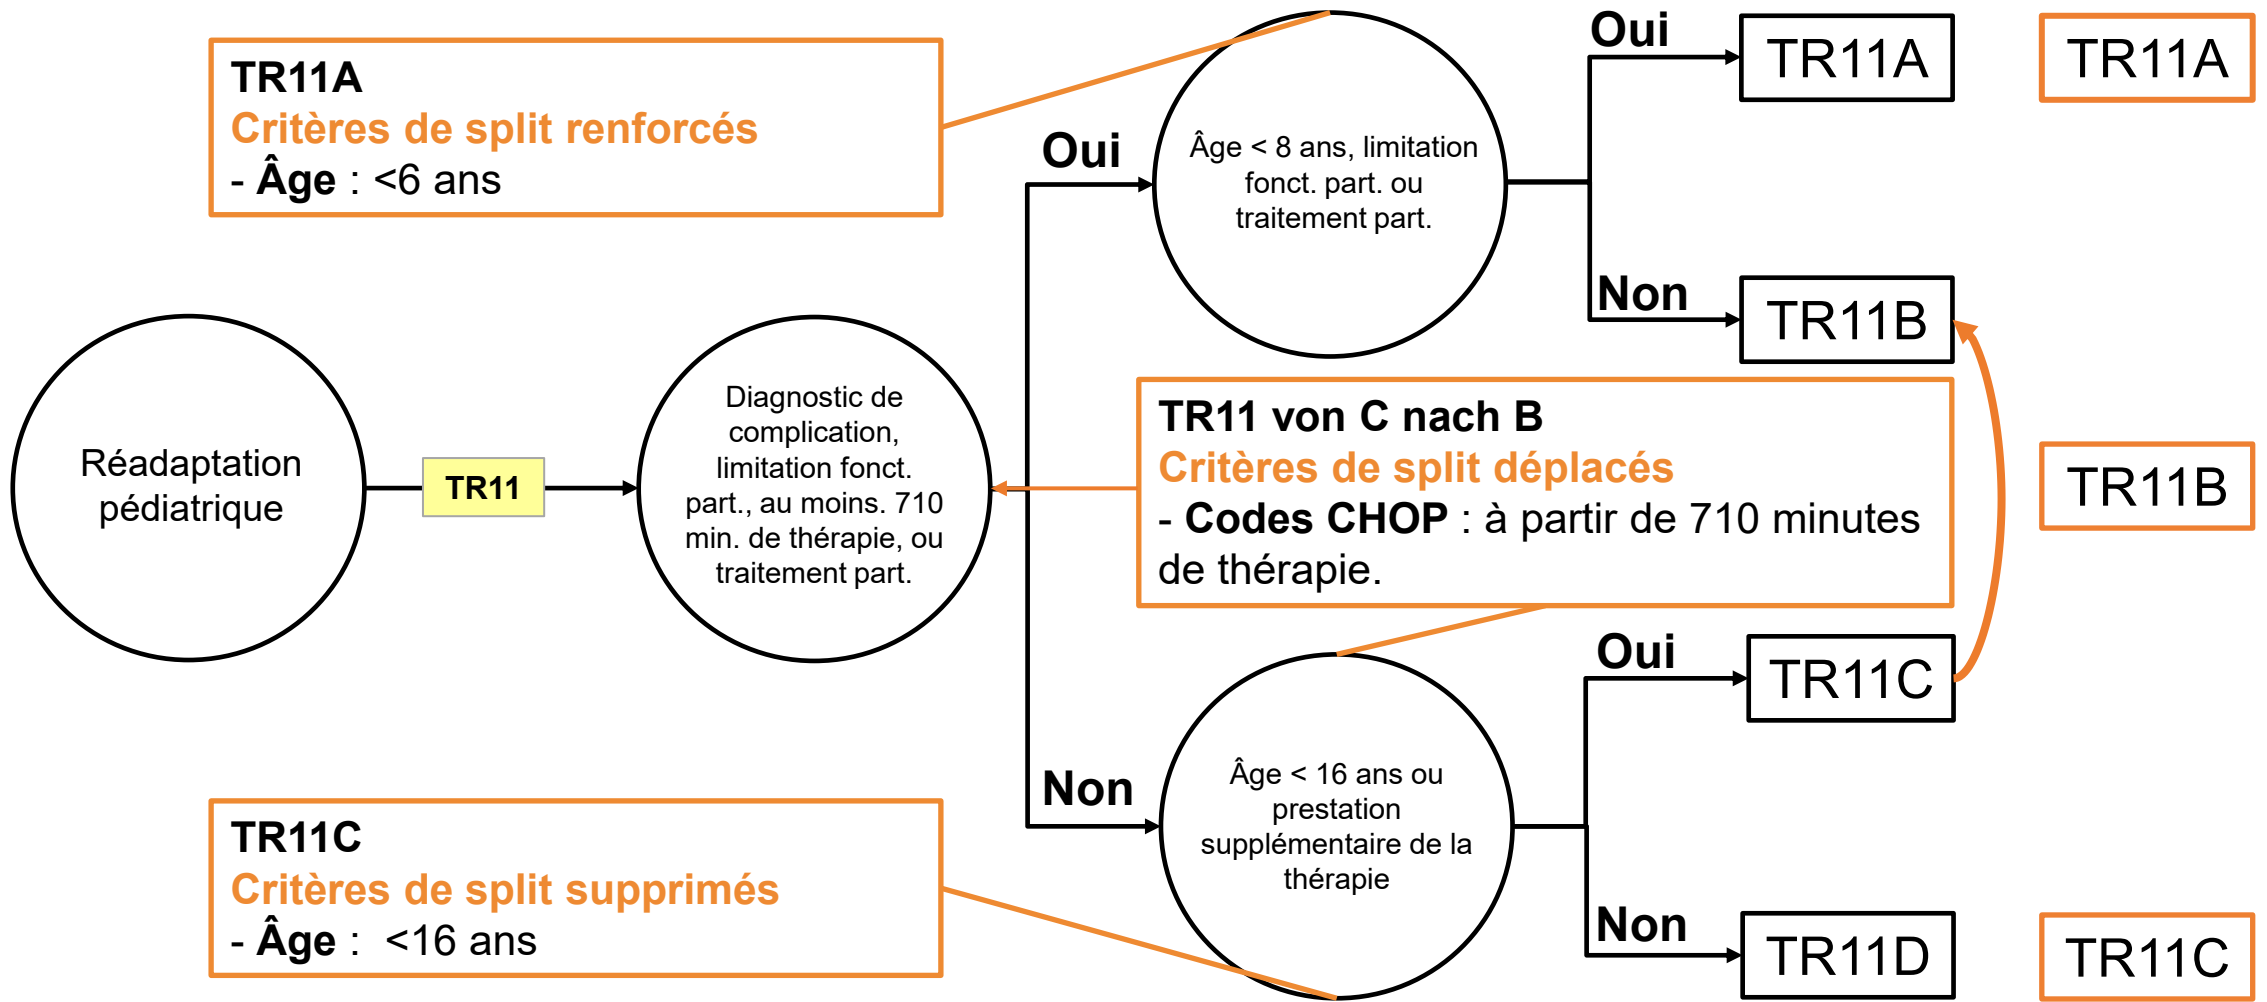 TR11A
Critères de split renforcés
- Âge : <6 ans
Oui
Âge < 8 ans, limitation
fonct. part. ou
traitement part.
Oui
TR11A
TR11A
Non
TR11B
Réadaptation
pédiatrique
TR11
Diagnostic de
complication,
limitation fonct.
part., au moins. 710
min. de thérapie, ou
traitement part.
TR11 von C nach B
Critères de split déplacés
- Codes CHOP : à partir de 710 minutes
de thérapie.
TR11B
Oui
TR11C
Non
Âge < 16 ans ou
prestation
supplémentaire de la
thérapie
TR11C
Critères de split supprimés
- Âge :  <16 ans
Non
TR11D
TR11C